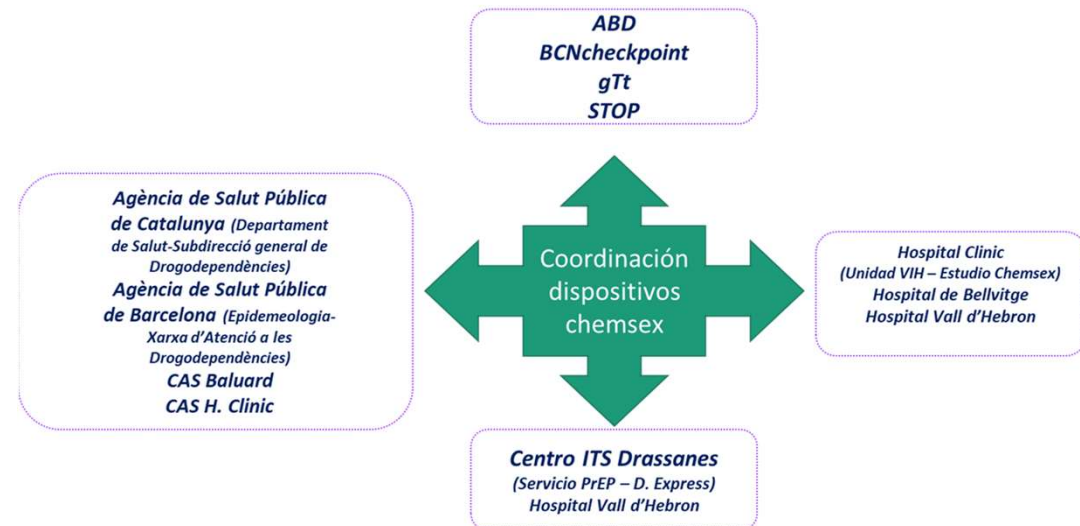 ABD
BCNcheckpoint
gTt
STOP
Agència de Salut Pública
de Catalunya (Departament
de Salut-Subdirecció general de
Drogodependències)
Agència de Salut Pública
de Barcelona (Epidemeologia-
Xarxa d'Atenció a les
Drogodependències)
CAS Baluard
CAS H. Clinic
Coordinación
dispositivos
chemsex
Hospital Clinic
(Unidad VIH – Estudio Chemsex)
Hospital de Bellvitge
Hospital Vall d'Hebron
Centro ITS Drassanes
(Servicio PrEP – D. Express)
Hospital Vall d'Hebron